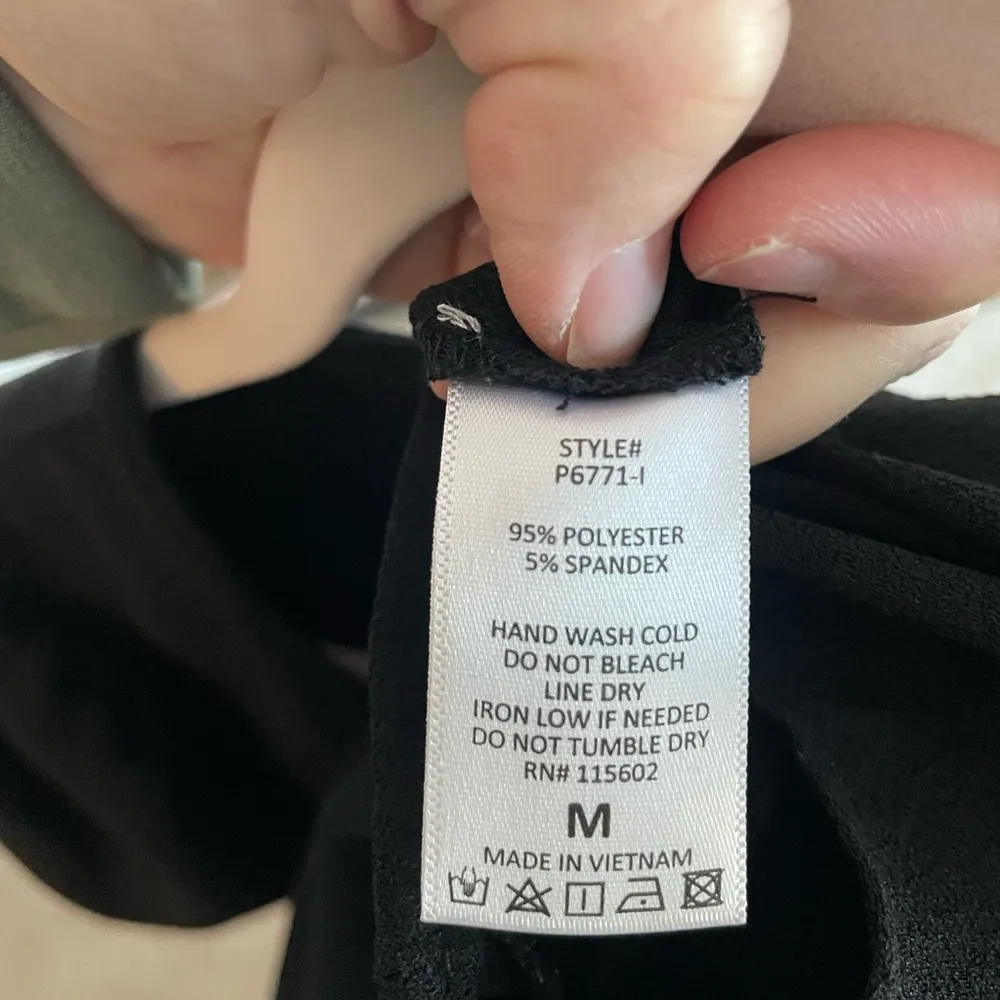 STYLE#
P6771-I
95% POLYESTER
5% SPANDEX
HAND WASH COLD
DO NOT BLEACH
LINE DRY
IRON LOW IF NEEDED
DO NOT TUMBLE DRY
RN# 115602
M
MADE IN VIETNAM